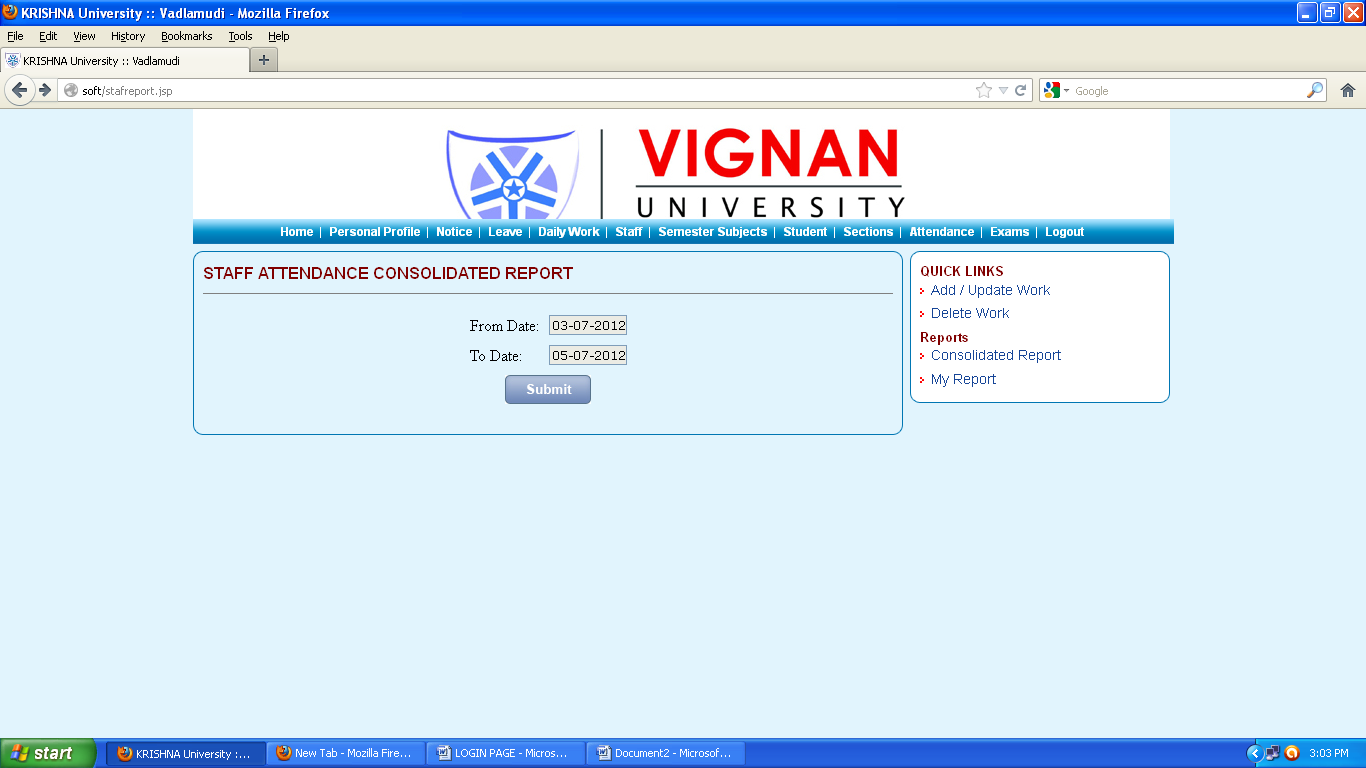 KRISHNA University :: Vadlamudi - Mozilla Firefox
File Edit View History Bookmarks Tools Help
KRISHNA University :: Vadlamudi
soft/stafreport.jsp Google
VIGNAN
UNIVERSITY
Home | Personal Profile | Notice | Leave | Daily Work | Staff | Semester Subjects | Student | Sections | Attendance | Exams | Logout
STAFF ATTENDANCE CONSOLIDATED REPORT
From Date: 03-07-2012
To Date: 05-07-2012
Submit
QUICK LINKS
Add / Update Work
Delete Work
Reports
Consolidated Report
My Report
start KRISHNA University :... New Tab - Mozilla Fire... LOGIN PAGE - Micros... Document2 - Microsof... 3:03 PM